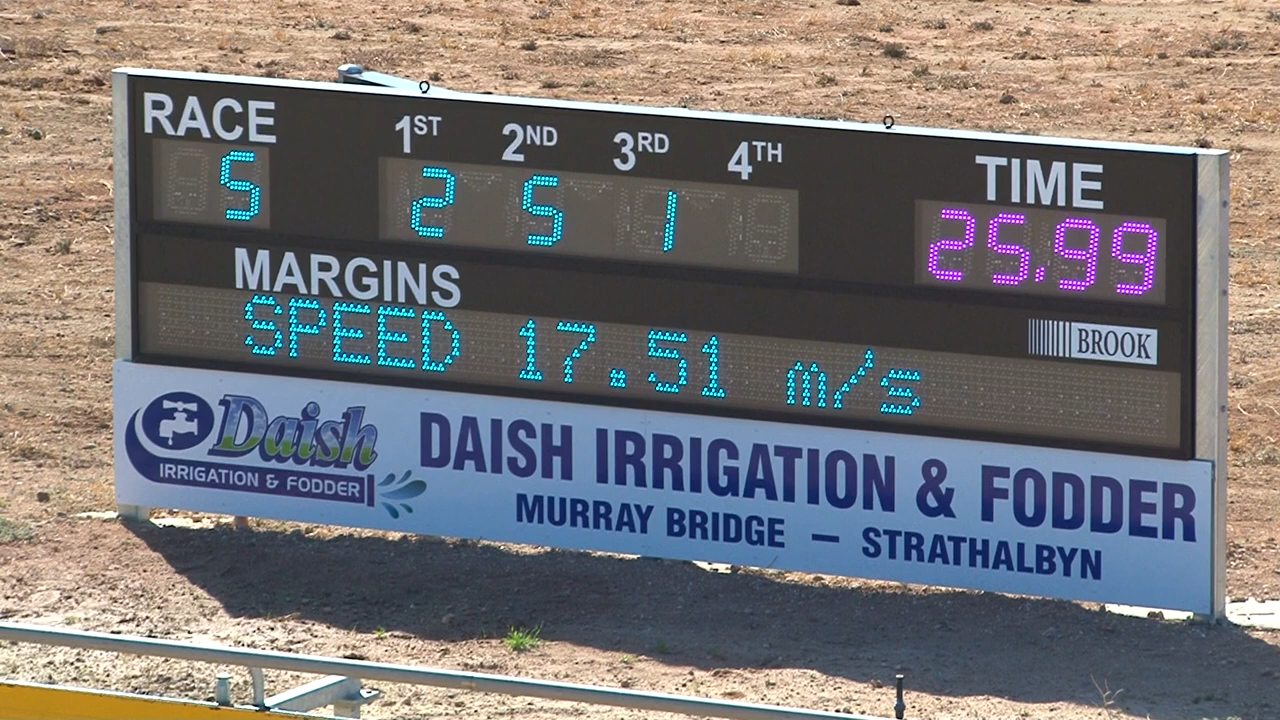 RACE 1ST 2ND 3RD 4TH TIME
5 2 5 1 25.99
MARGINS
BROOK
SPEED 17.51 m/s
Daish
IRRIGATION & FODDER
DAISH IRRIGATION & FODDER
MURRAY BRIDGE – STRATHALBYN